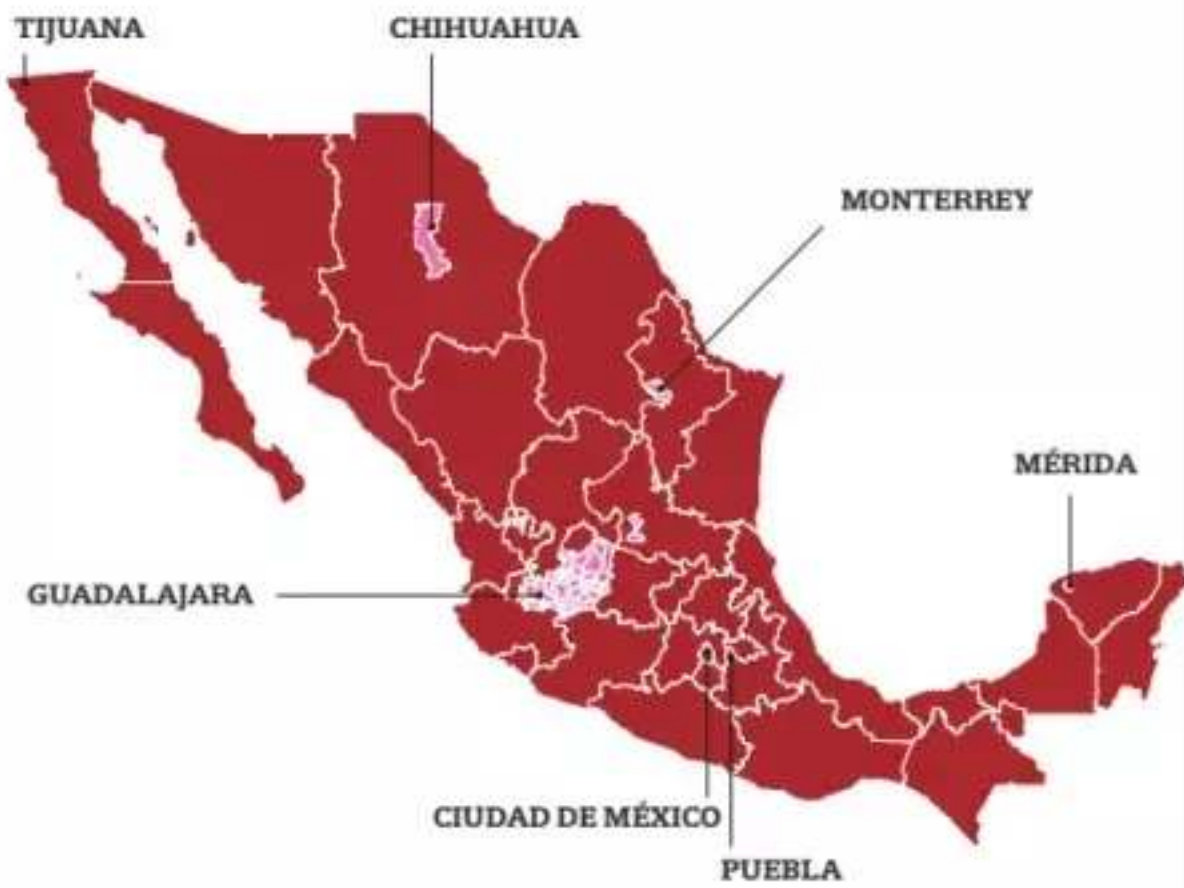 TIJUANA
CHIHUAHUA
MONTERREY
MÉRIDA
GUADALAJARA
CIUDAD DE MÉXICO
PUEBLA